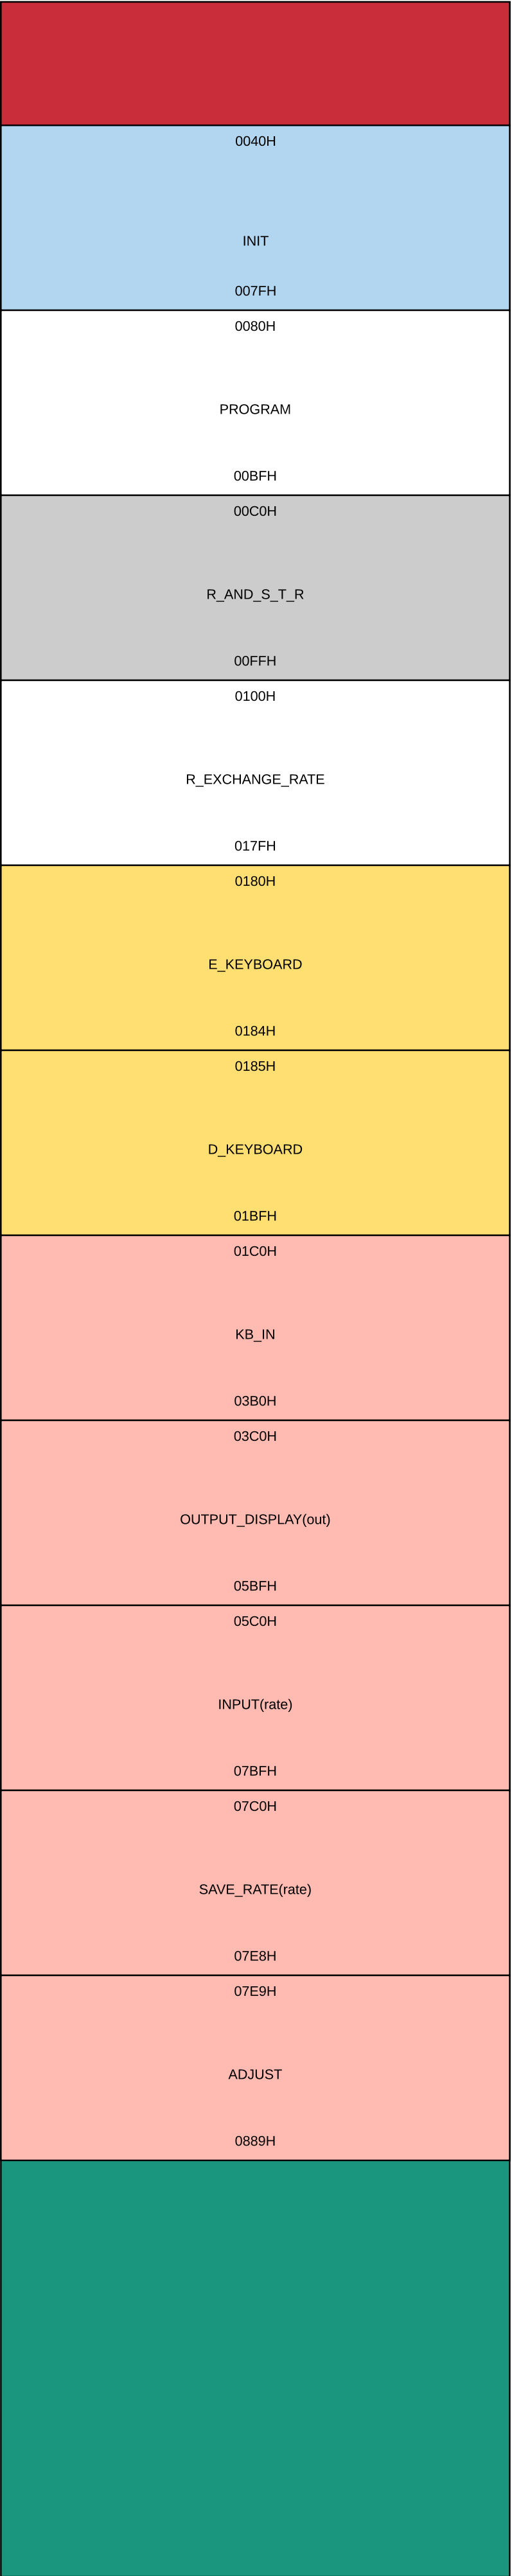 0040H
INIT
007FH
0080H
PROGRAM
00BFH
00C0H
R_AND_S_T_R
00FFH
0100H
R_EXCHANGE_RATE
017FH
0180H
E_KEYBOARD
0184H
0185H
D_KEYBOARD
01BFH
01C0H
KB_IN
03B0H
03C0H
OUTPUT_DISPLAY(out)
05BFH
05C0H
INPUT(rate)
07BFH
07C0H
SAVE_RATE(rate)
07E8H
07E9H
ADJUST
0889H